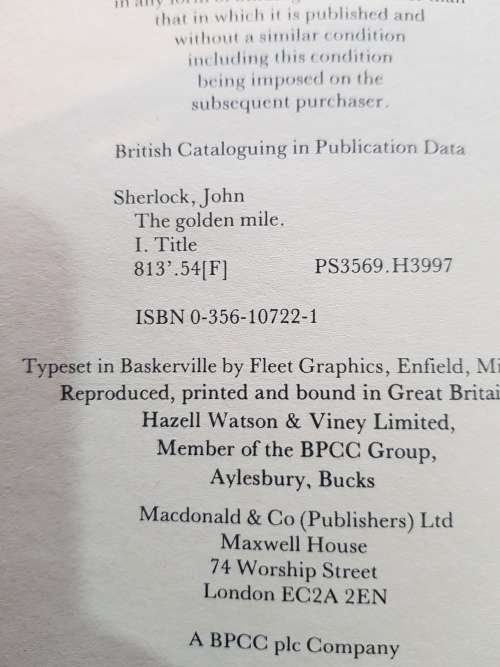 that in which it is published and
without a similar condition
including this condition
being imposed on the
subsequent purchaser.
British Cataloguing in Publication Data
Sherlock, John
The golden mile.
I. Title
813'.54[F] PS3569.H3997
ISBN 0-356-10722-1
Typeset in Baskerville by Fleet Graphics, Enfield, Mi
Reproduced, printed and bound in Great Britai
Hazell Watson & Viney Limited,
Member of the BPCC Group,
Aylesbury, Bucks
Macdonald & Co (Publishers) Ltd
Maxwell House
74 Worship Street
London EC2A 2EN
A BPCC plc Company